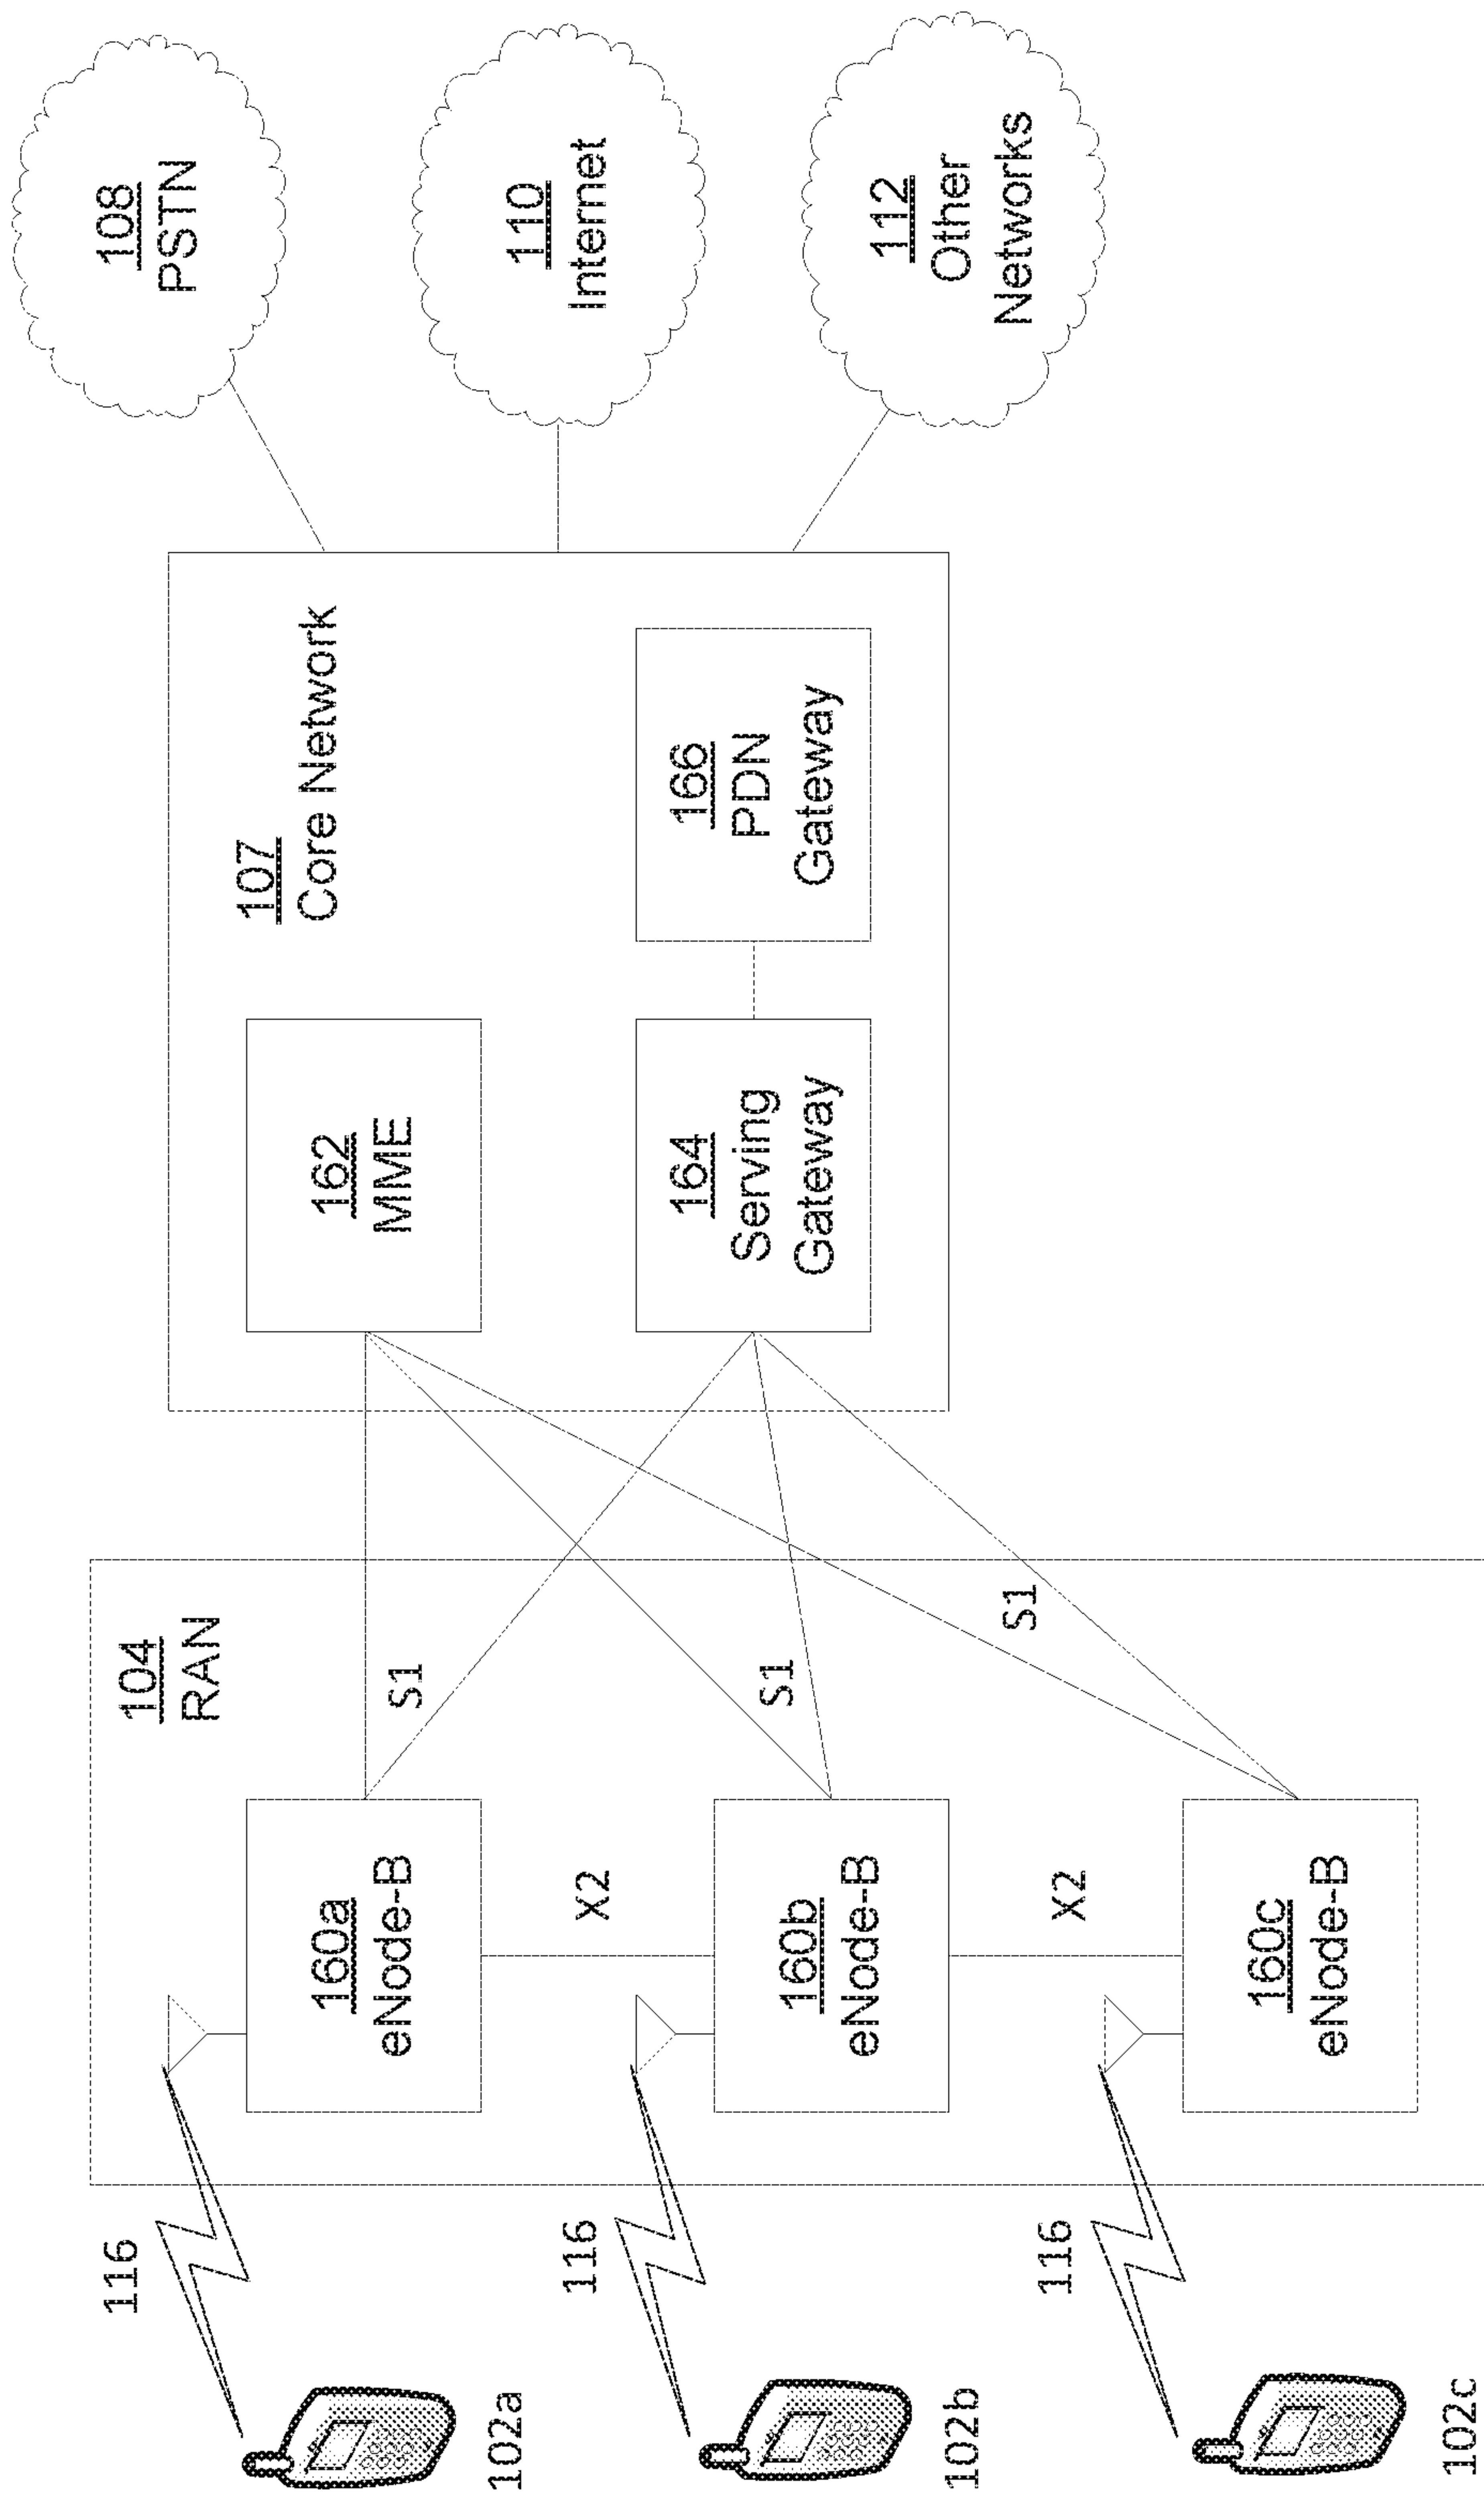 102a
102b
102c
116
116
116
104
RAN
160a
eNode-B
X2
160b
eNode-B
X2
160c
eNode-B
S1
S1
S1
107
Core Network
162
MME
164
Serving
Gateway
166
PDN
Gateway
108
PSTN
110
Internet
112
Other
Networks